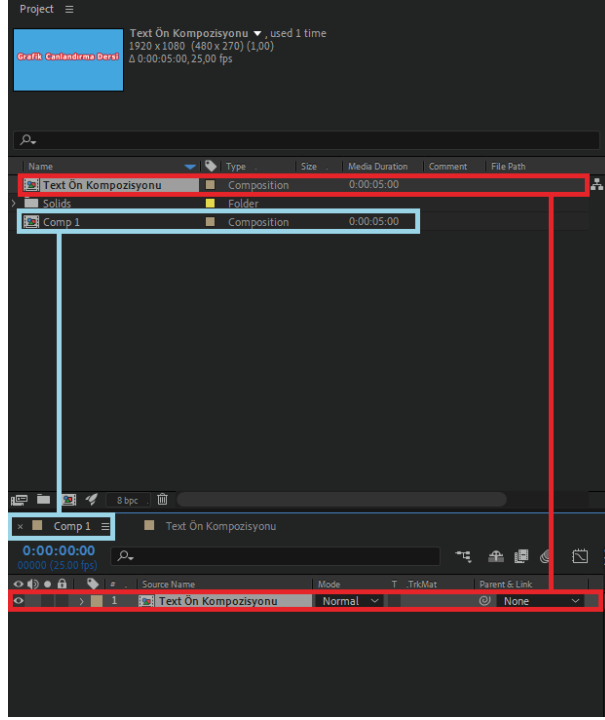 Project
Text Ön Kompozisyonu , used 1 time
1920 x 1080 (480 x 270) (1,00)
Δ 0:00:05:00, 25,00 fps
Grafik Canlandırma Dersi
Name Type Size Media Duration Comment File Path
Text Ön Kompozisyonu Composition 0:00:05:00
Solids Folder
Comp 1 Composition 0:00:05:00
8 bpc
× Comp 1 Text Ön Kompozisyonu
0:00:00:00
00000 (25.00 fps)
# Source Name Mode T .TrkMat Parent & Link
1 Text Ön Kompozisyonu Normal None